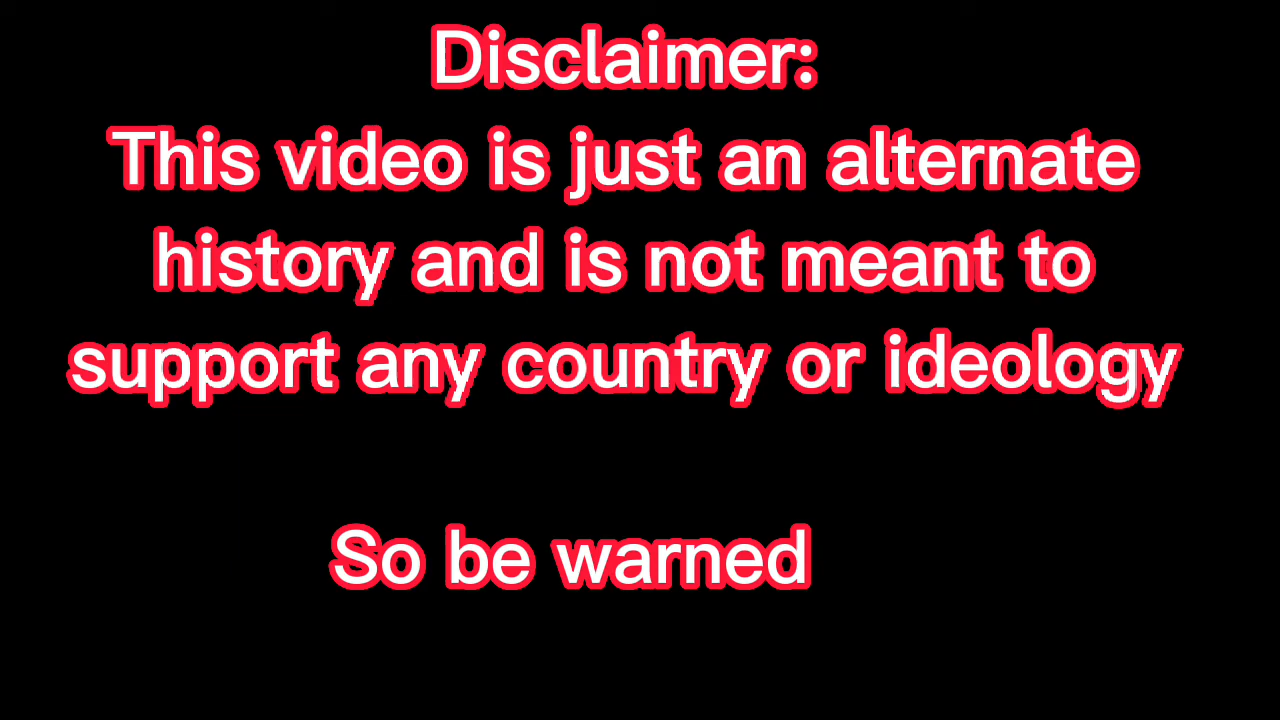 Disclaimer:
This video is just an alternate
history and is not meant to
support any country or ideology
So be warned